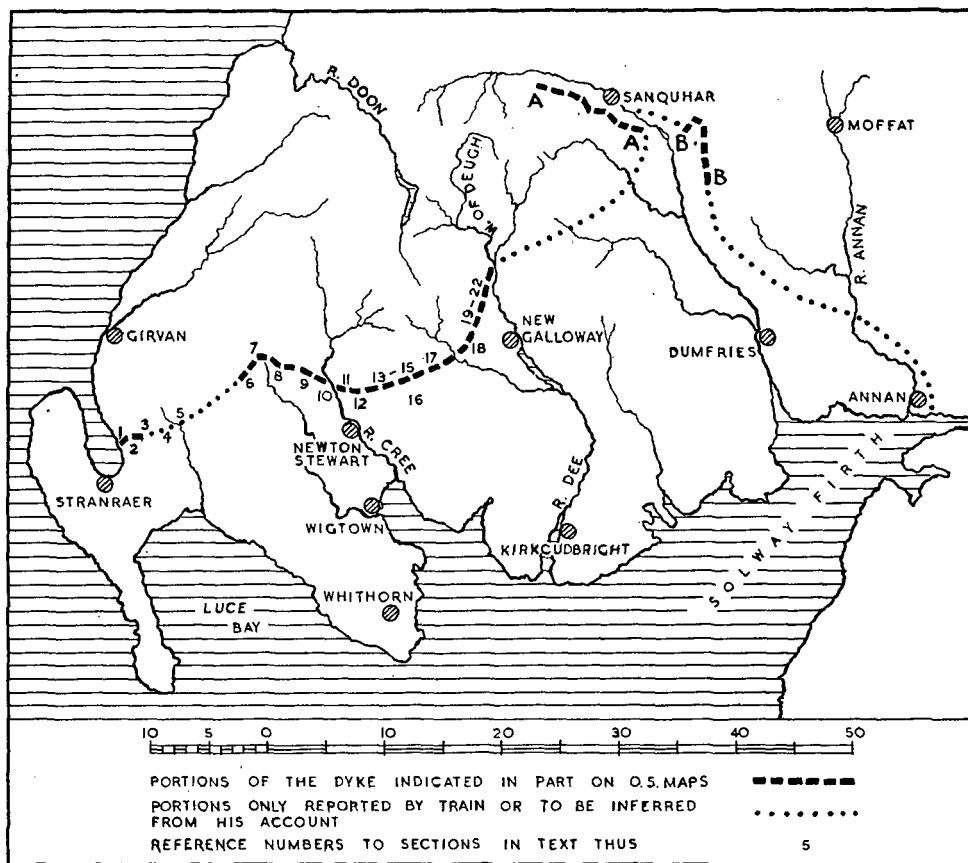 R. DOON
A
SANQUHAR
MOFFAT
A
B
B
W. OF DEUGH
R. ANNAN
19-22
GIRVAN
NEW
GALLOWAY
DUMFRIES
7
6
8
9
10
11
12
13-15
16
17
18
ANNAN
1
2
3
4
5
NEWTON
STEWART
R. CREE
STRANRAER
WIGTOWN
R. DEE
KIRKCUDBRIGHT
SOLWAY FIRTH
LUCE
BAY
WHITHORN
10 5 0 10 20 30 40 50
PORTIONS OF THE DYKE INDICATED IN PART ON O.S. MAPS
PORTIONS ONLY REPORTED BY TRAIN OR TO BE INFERRED
FROM HIS ACCOUNT
REFERENCE NUMBERS TO SECTIONS IN TEXT THUS 5